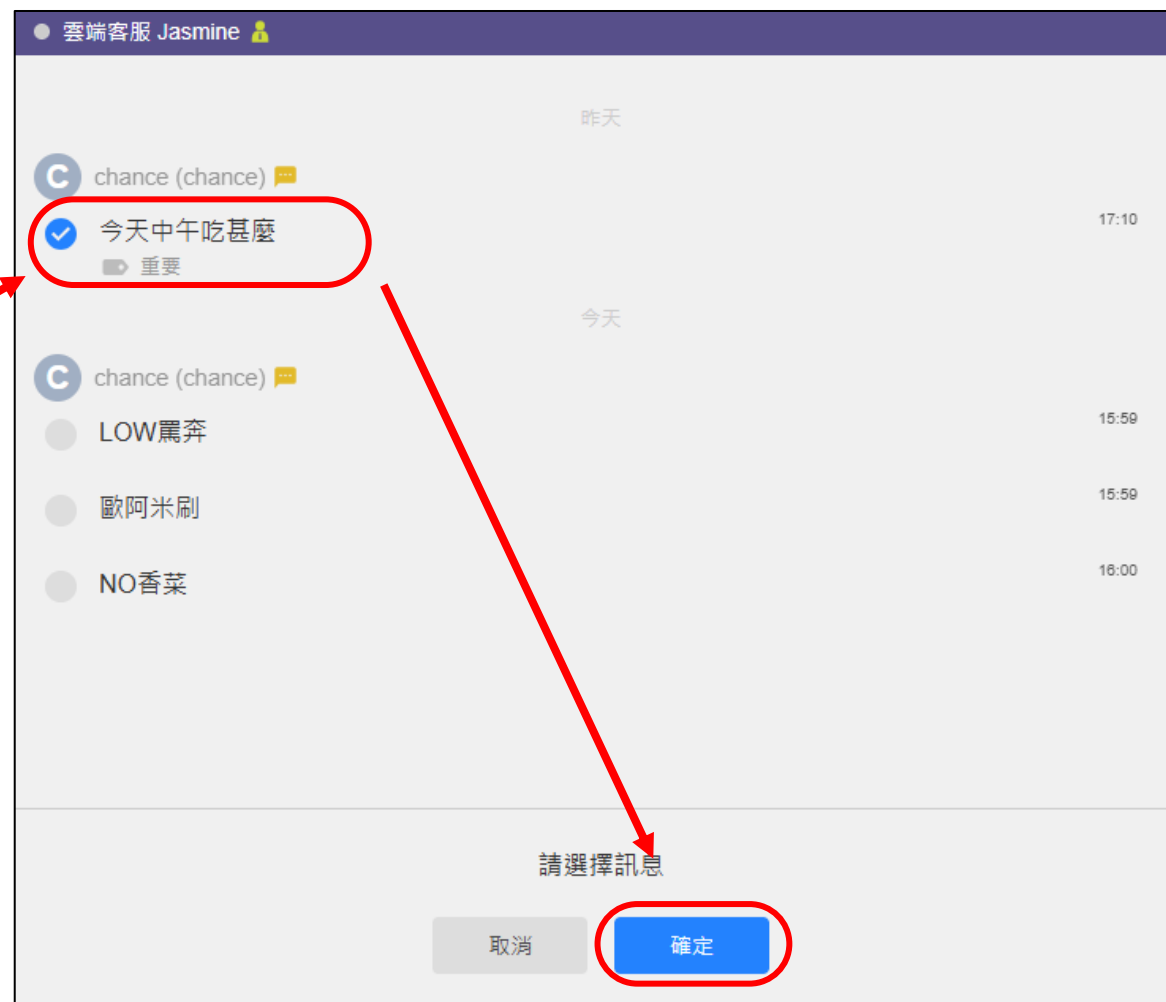 雲端客服 Jasmine
昨天
C chance (chance)
今天中午吃甚麼 17:10
重要
今天
C chance (chance)
LOW罵奔 15:59
歐阿米刷 15:59
NO香菜 16:00
請選擇訊息
取消 確定